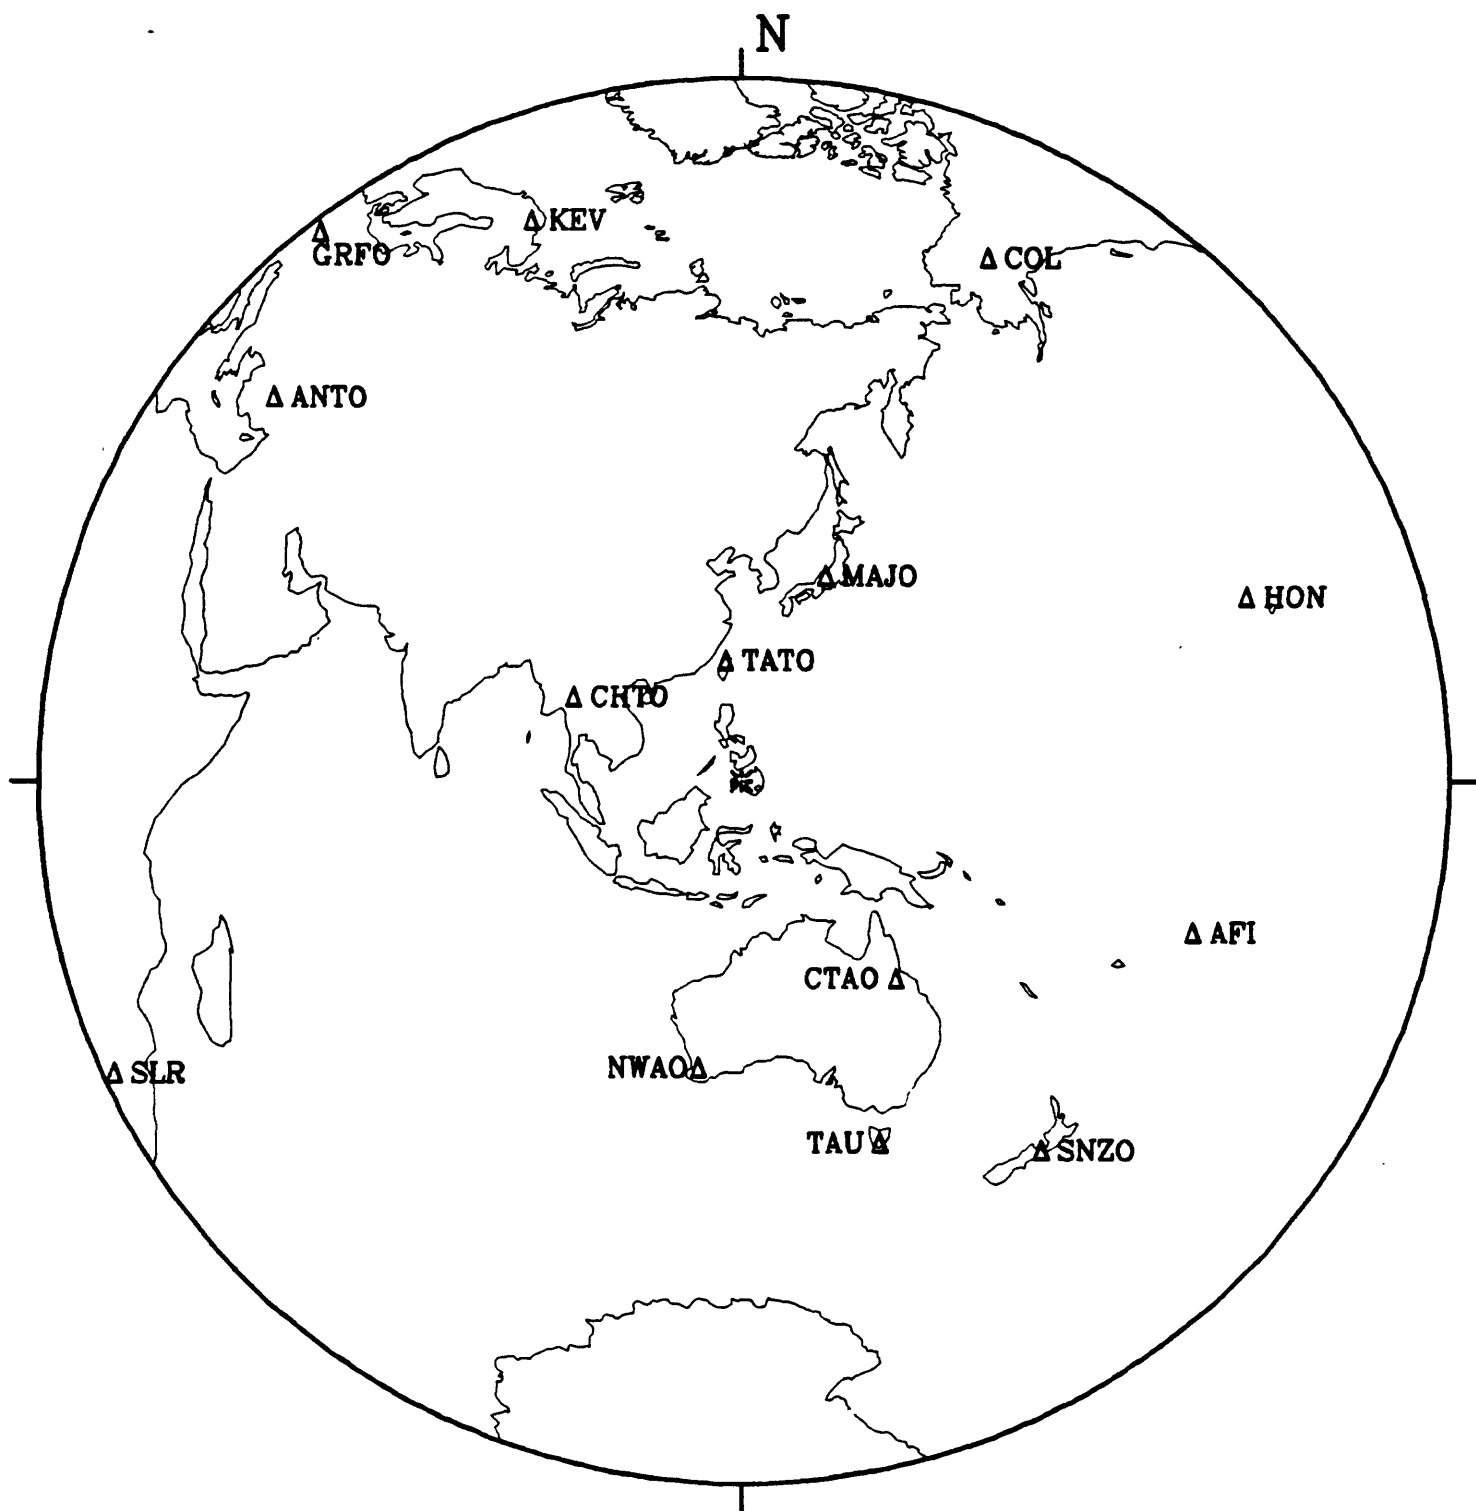 N
KEV
GRFO
COL
ANTO
MAJO
HON
TATO
CHTO
AFI
CTAO
NWAO
SLR
TAU
SNZO